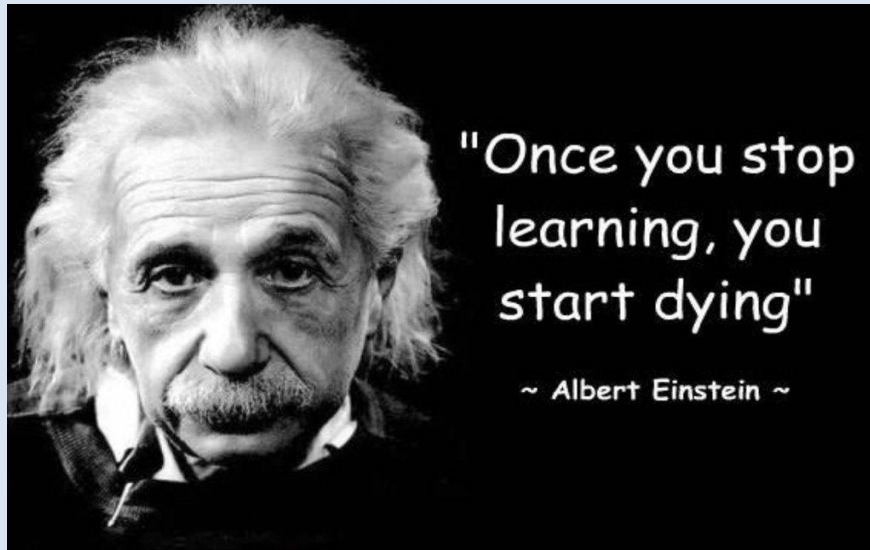 "Once you stop
learning, you
start dying"
~ Albert Einstein ~